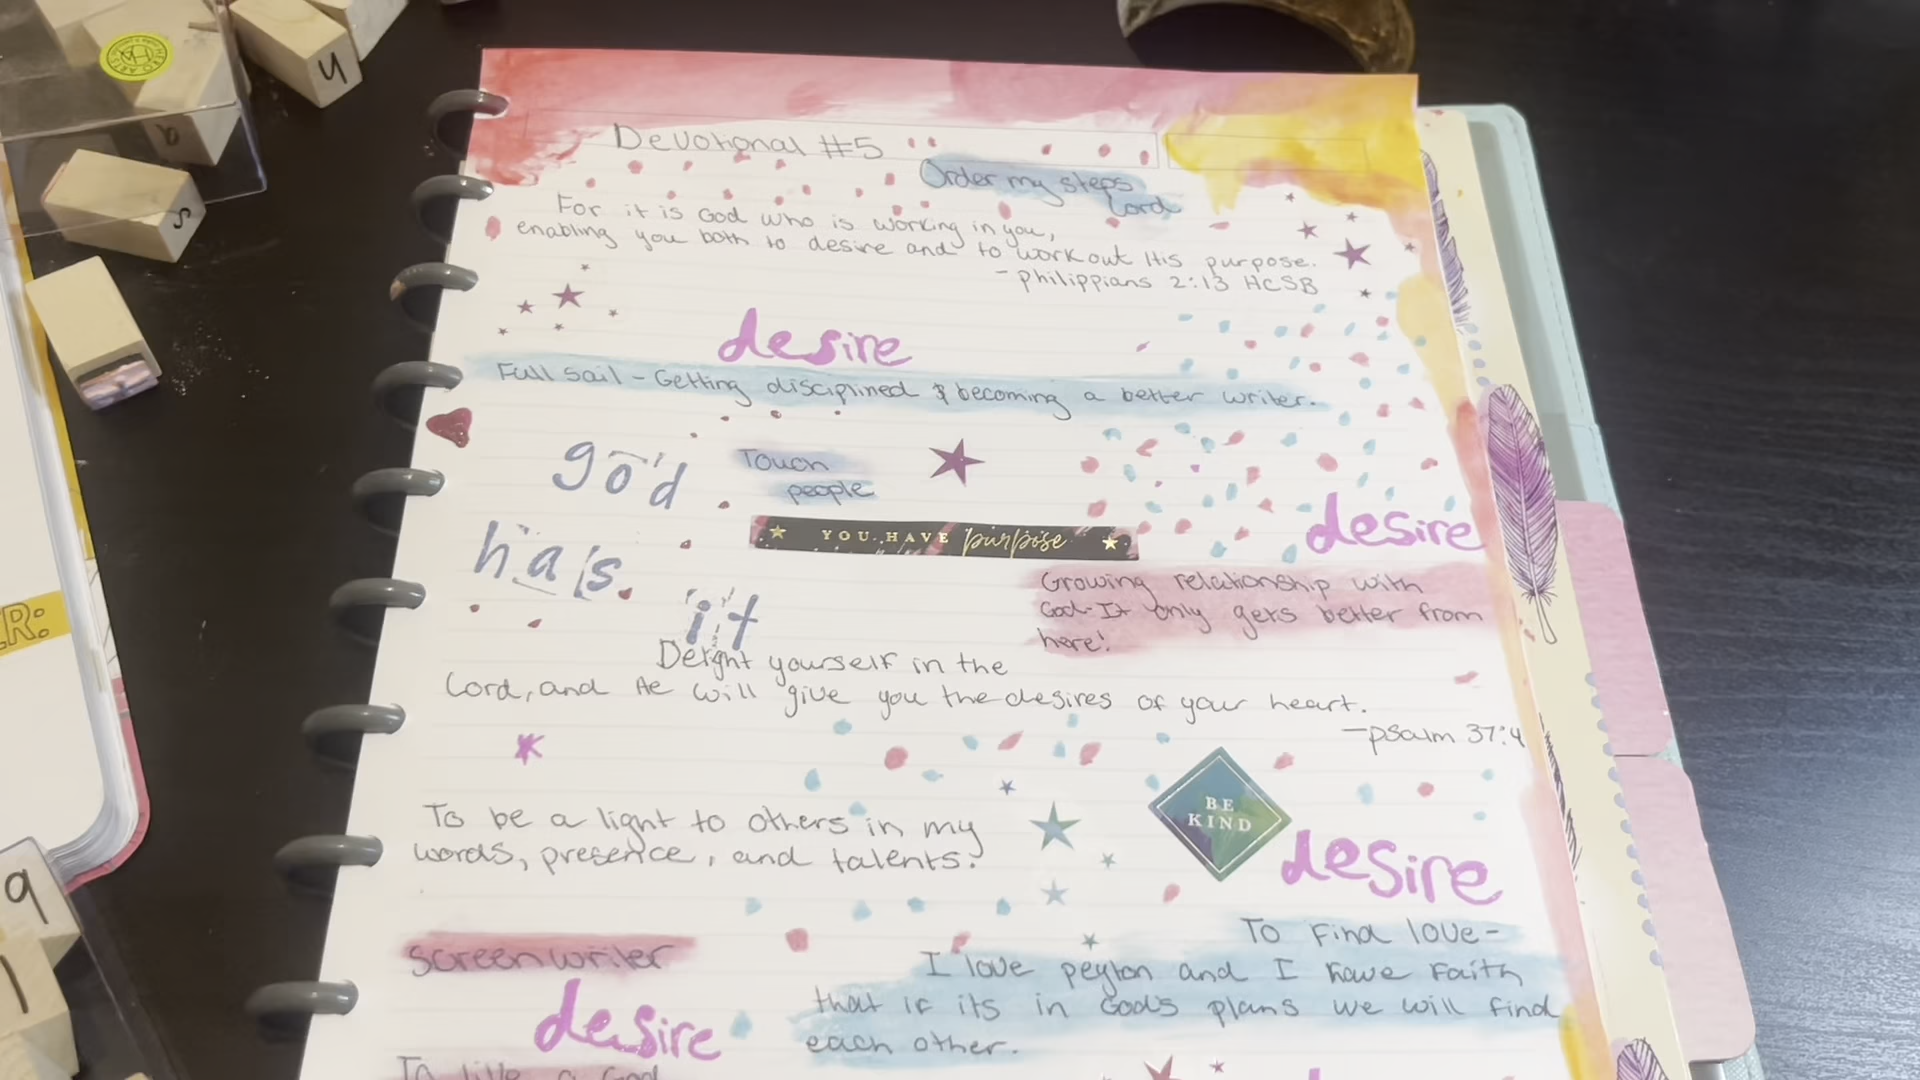 Devotional #5
Order my steps
Lord
For it is God who is working in you,
enabling you both to desire and to work out His purpose.
- Philippians 2:13 HCSB
desire
Full Sail - Getting disciplined & becoming a better writer.
god
Touch
people
YOU HAVE purpose
desire
has
it
Growing relationship with
God-It only gets better from
here!
Delight yourself in the
Lord, and He will give you the desires of your heart.
-psalm 37:4
To be a light to others in my
words, presence, and talents.
BE
KIND
desire
Screenwriter
To find love-
I love peyton and I have Faith
that if its in God's plans we will find
each other.
desire
To live a God
R:
h
a
s
g